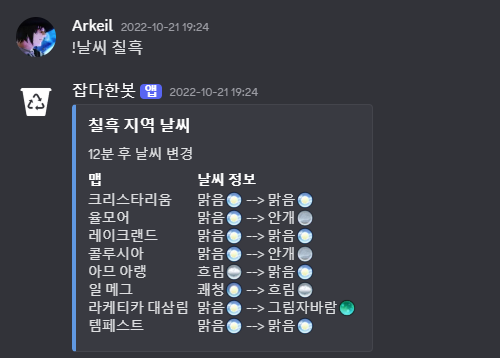 Arkeil 2022-10-21 19:24
!날씨 칠흑
잡다한봇 앱 2022-10-21 19:24
칠흑 지역 날씨
12분 후 날씨 변경
맵 날씨 정보
크리스타리움 맑음 --> 맑음
율모어 맑음 --> 안개
레이크랜드 맑음 --> 맑음
콜루시아 맑음 --> 안개
아므 아랭 흐림 --> 맑음
일 메그 쾌청 --> 흐림
라케티카 대삼림 맑음 --> 그림자바람
템페스트 맑음 --> 맑음